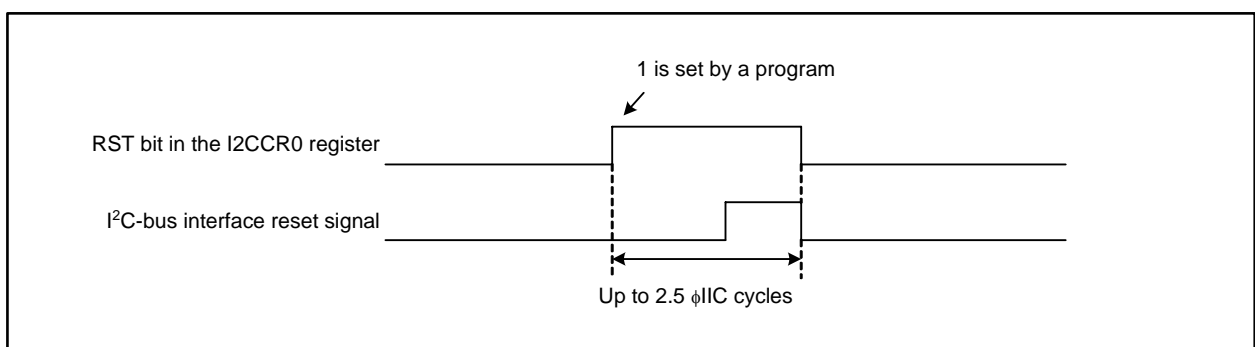 1 is set by a program
RST bit in the I2CCR0 register
I²C-bus interface reset signal
Up to 2.5 ϕIIC cycles